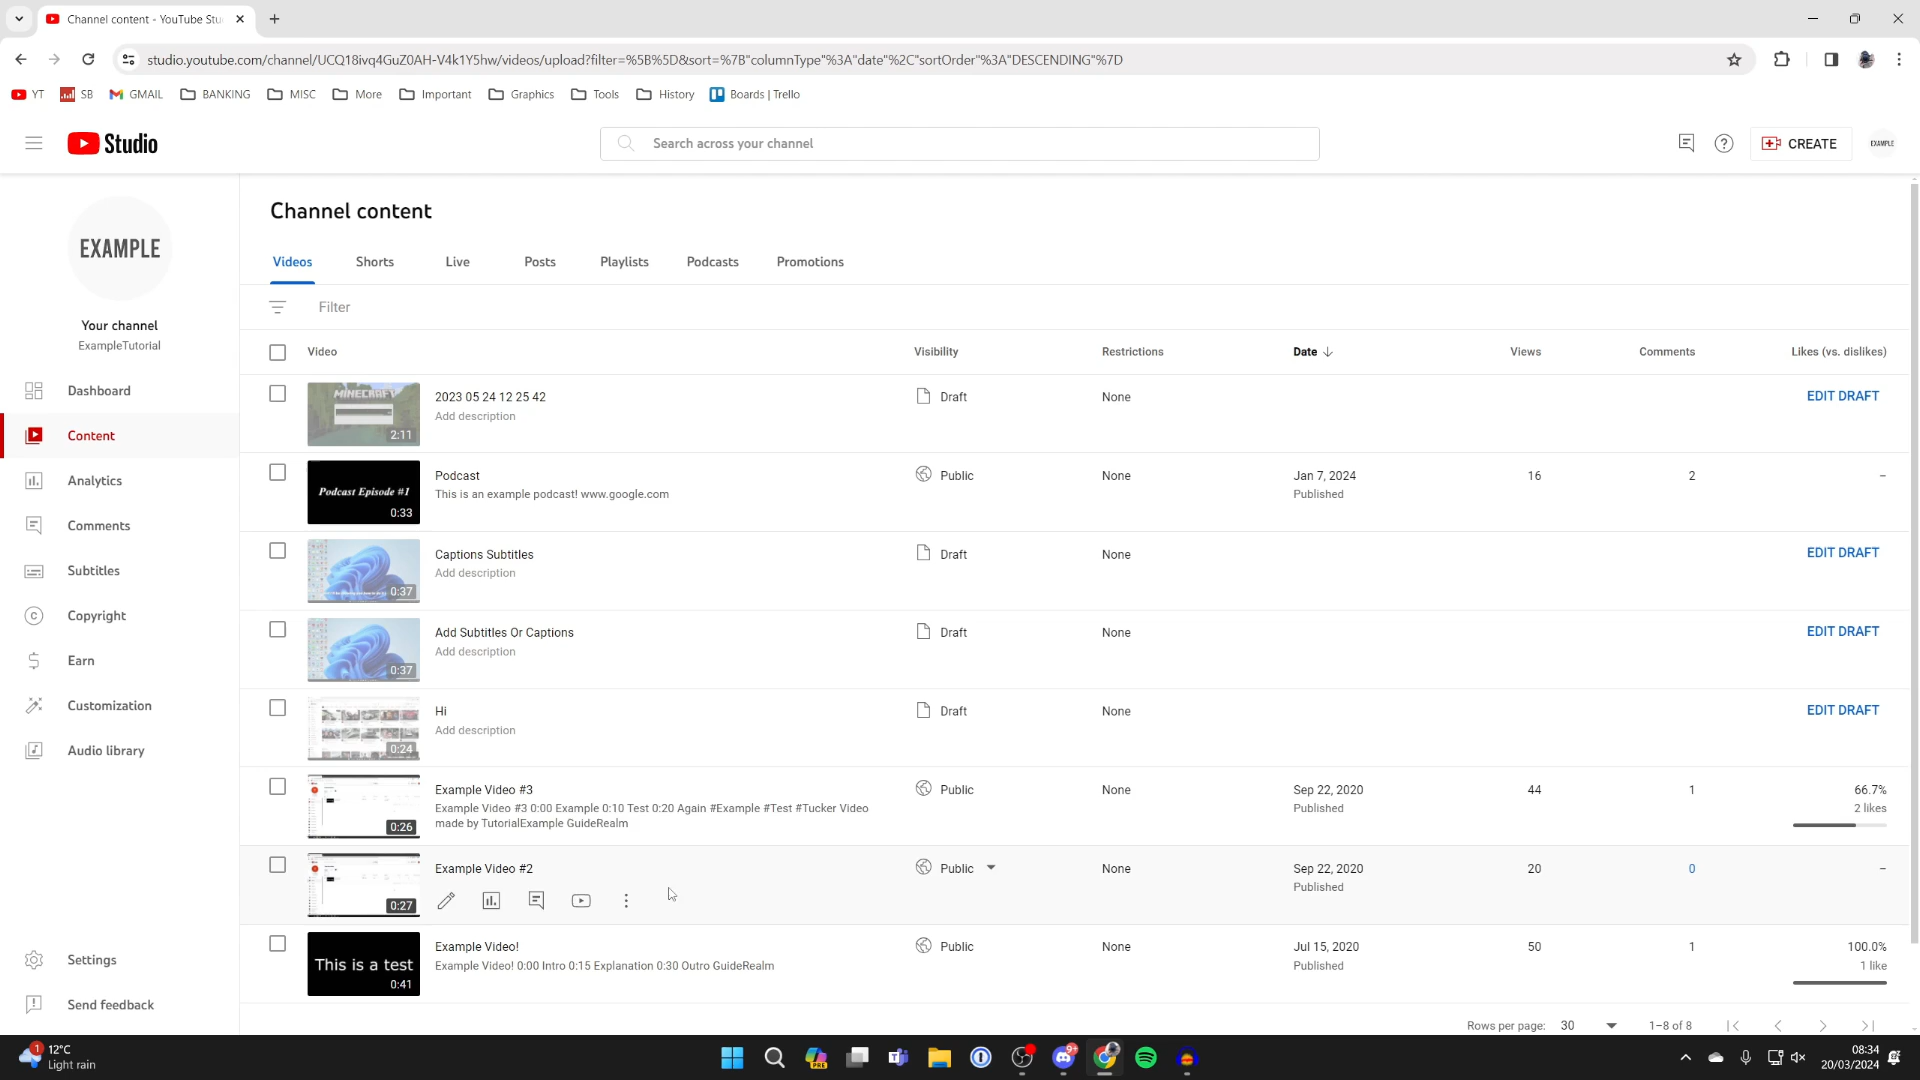 Channel content - YouTube Stu
studio.youtube.com/channel/UCQ18ivq4GuZ0AH-V4k1Y5hw/videos/upload?filter=%5B%5D&sort=%7B"columnType"%3A"date"%2C"sortOrder"%3A"DESCENDING"%7D
YT SB GMAIL BANKING MISC More Important Graphics Tools History Boards | Trello
Studio
Search across your channel
CREATE
EXAMPLE
EXAMPLE
Your channel
ExampleTutorial
Dashboard
Content
Analytics
Comments
Subtitles
Copyright
Earn
Customization
Audio library
Settings
Send feedback
Channel content
Videos Shorts Live Posts Playlists Podcasts Promotions
Filter
Video Visibility Restrictions Date Views Comments Likes (vs. dislikes)
MINECRAFT
2:11
2023 05 24 12 25 42 Draft None EDIT DRAFT
Add description
Podcast Episode #1
0:33
Podcast Public None Jan 7, 2024 16 2 –
This is an example podcast! www.google.com Published
0:37
Captions Subtitles Draft None EDIT DRAFT
Add description
0:37
Add Subtitles Or Captions Draft None EDIT DRAFT
Add description
0:24
Hi Draft None EDIT DRAFT
Add description
0:26
Example Video #3 Public None Sep 22, 2020 44 1 66.7%
Example Video #3 0:00 Example 0:10 Test 0:20 Again #Example #Test #Tucker Video Published 2 likes
made by TutorialExample GuideRealm
0:27
Example Video #2 Public None Sep 22, 2020 20 0 –
Published
This is a test
0:41
Example Video! Public None Jul 15, 2020 50 1 100.0%
Example Video! 0:00 Intro 0:15 Explanation 0:30 Outro GuideRealm Published 1 like
Rows per page: 30 1–8 of 8
1
12°C
Light rain
PRE
9+
08:34
20/03/2024